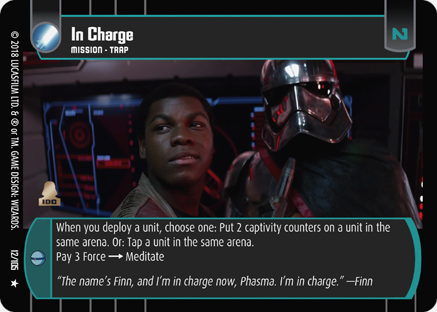 In Charge
MISSION • TRAP
N
© 2018 LUCASFILM LTD. & ® or TM. GAME DESIGN: WIZARDS.
IOC
12/105
When you deploy a unit, choose one: Put 2 captivity counters on a unit in the
same arena. Or: Tap a unit in the same arena.
Pay 3 Force → Meditate
“The name's Finn, and I'm in charge now, Phasma. I'm in charge.” —Finn